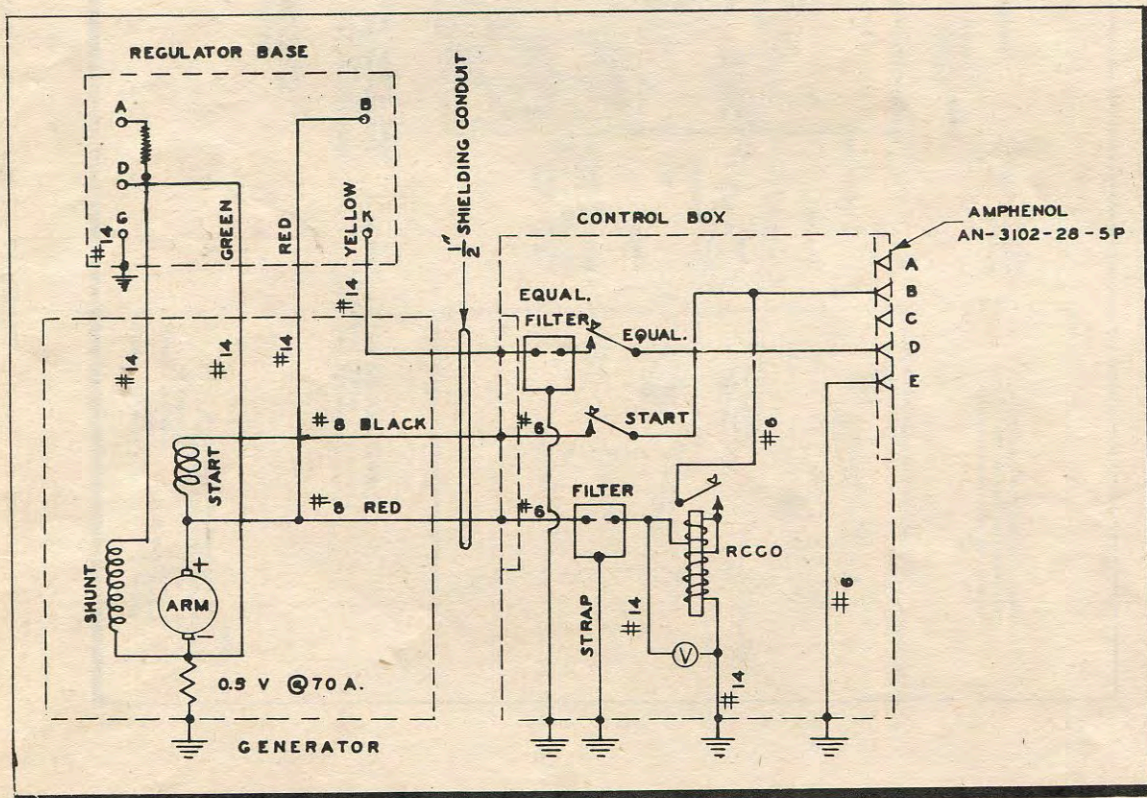 REGULATOR BASE
A
B
D
G
K
#14
GREEN
RED
YELLOW
1/2" SHIELDING CONDUIT
CONTROL BOX
AMPHENOL
AN-3102-28-5P
A
B
C
D
E
EQUAL.
FILTER
EQUAL.
#14
#14
#14
#14
#8 BLACK
#6
START
#6
START
#8 RED
#6
FILTER
RCCO
SHUNT
+
ARM
-
STRAP
#14
V
#14
#6
0.5 V @ 70 A.
GENERATOR